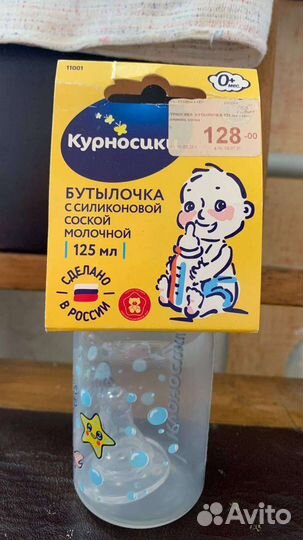 11001
0+ мес.
Курносики
128-00
БУТЫЛОЧКА
С СИЛИКОНОВОЙ
СОСКОЙ
МОЛОЧНОЙ
125 мл
СДЕЛАНО
В РОССИИ
КУРНОСИКИ
Avito